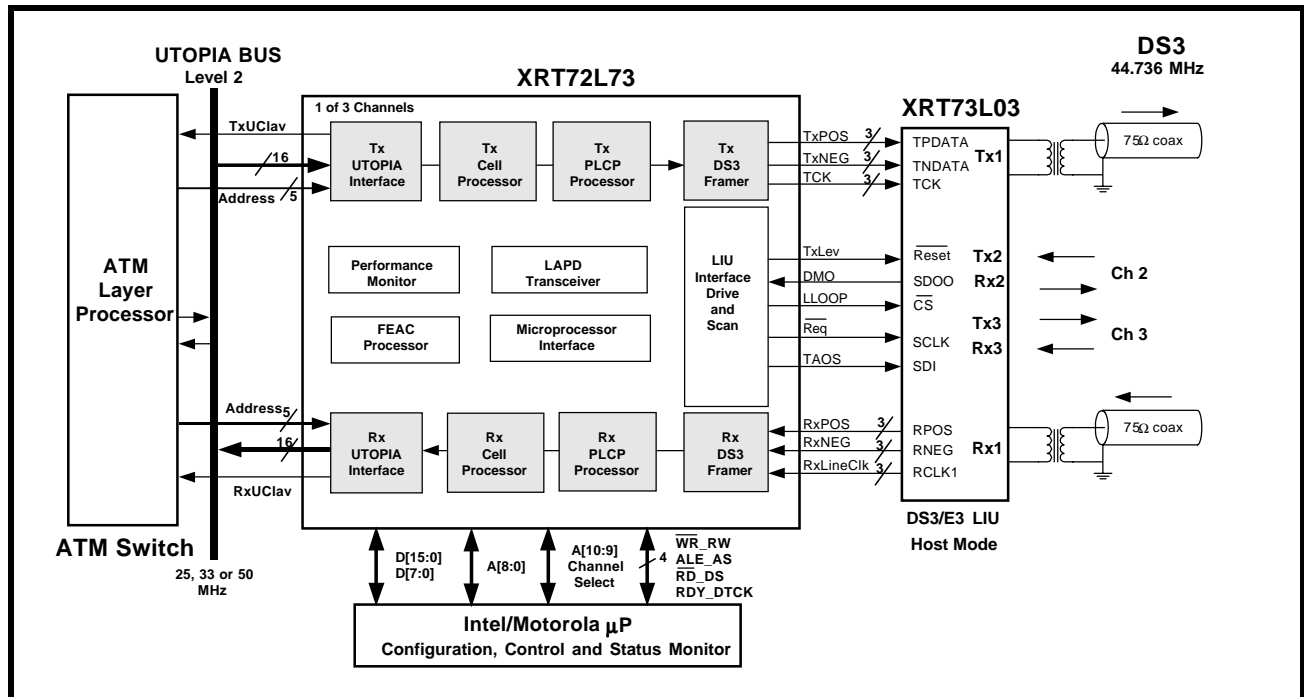 UTOPIA BUS
Level 2
XRT72L73
DS3
44.736 MHz
XRT73L03
1 of 3 Channels
TxUClav
16
Address
5
Tx
UTOPIA
Interface
Tx
Cell
Processor
Tx
PLCP
Processor
Tx
DS3
Framer
TxPOS
3
TxNEG
3
TCK
3
TPDATA
TNDATA
TCK
Tx1
75Ω coax
ATM
Layer
Processor
Performance
Monitor
LAPD
Transceiver
FEAC
Processor
Microprocessor
Interface
LIU
Interface
Drive
and
Scan
TxLev
DMO
LLOOP
Req
TAOS
Reset
SDOO
CS
SCLK
SDI
Tx2
Rx2
Tx3
Rx3
Ch 2
Ch 3
Address
5
16
RxUClav
Rx
UTOPIA
Interface
Rx
Cell
Processor
Rx
PLCP
Processor
Rx
DS3
Framer
RxPOS
3
RxNEG
3
RxLineClk
3
RPOS
RNEG
RCLK1
Rx1
75Ω coax
ATM Switch
25, 33 or 50
MHz
DS3/E3 LIU
Host Mode
D[15:0]
D[7:0]
A[8:0]
A[10:9]
Channel
Select
4
WR_RW
ALE_AS
RD_DS
RDY_DTCK
Intel/Motorola µP
Configuration, Control and Status Monitor